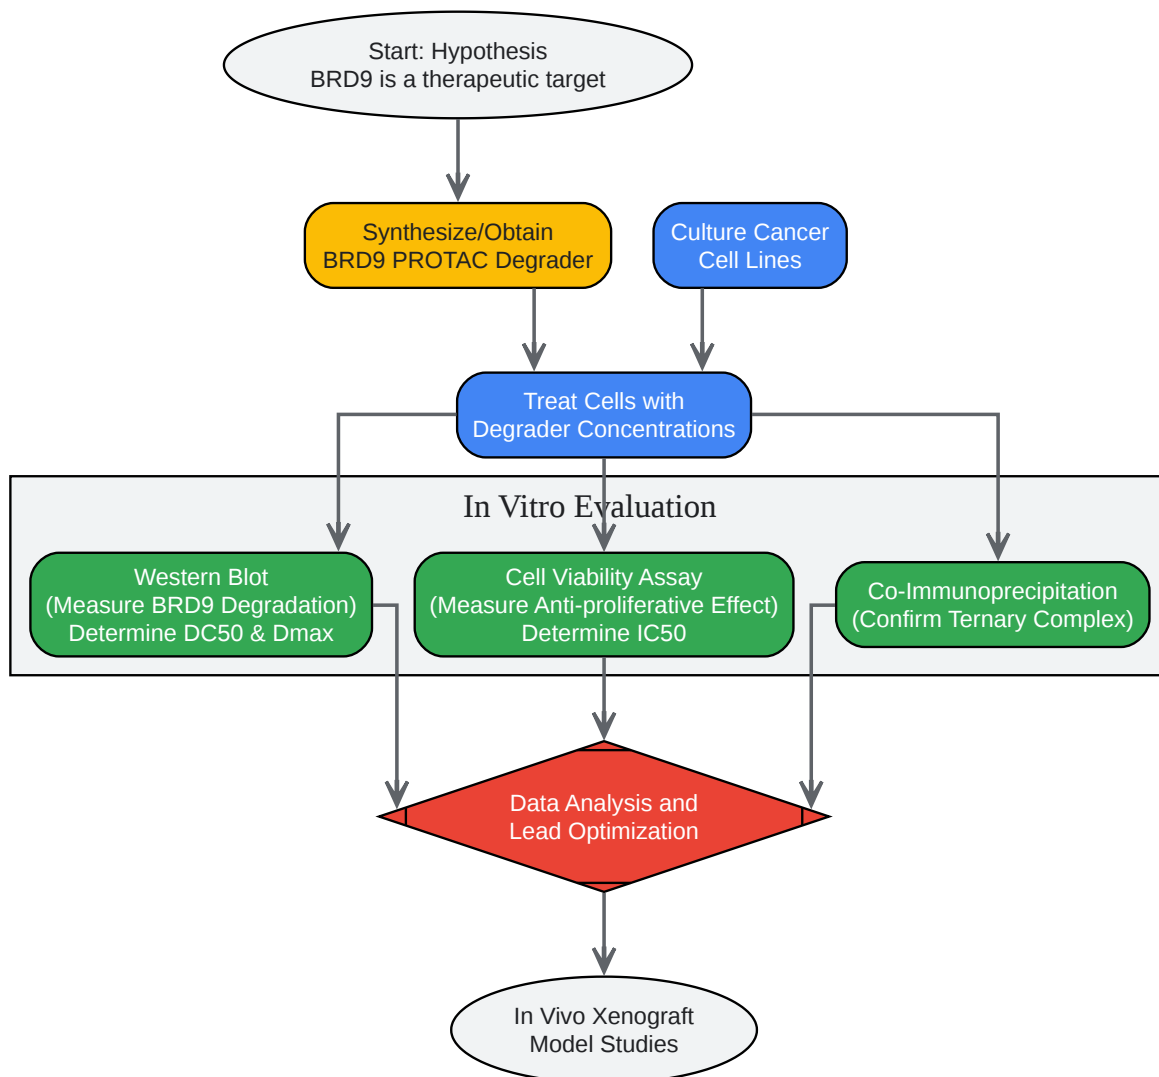 Start: Hypothesis
BRD9 is a therapeutic target
Synthesize/Obtain
BRD9 PROTAC Degrader
Culture Cancer
Cell Lines
Treat Cells with
Degrader Concentrations
In Vitro Evaluation
Western Blot
(Measure BRD9 Degradation)
Determine DC50 & Dmax
Cell Viability Assay
(Measure Anti-proliferative Effect)
Determine IC50
Co-Immunoprecipitation
(Confirm Ternary Complex)
Data Analysis and
Lead Optimization
In Vivo Xenograft
Model Studies